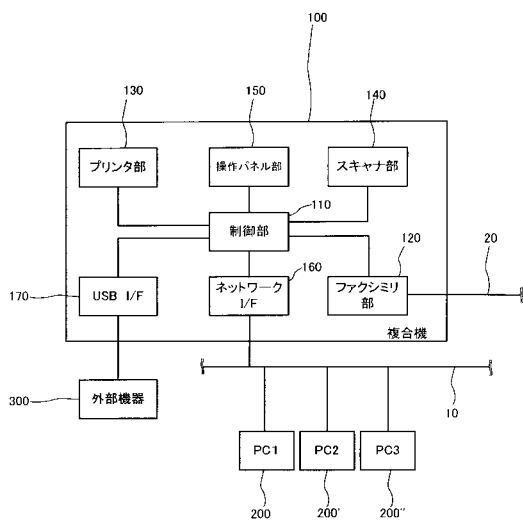 100
130
150
140
プリンタ部
操作パネル部
スキャナ部
110
制御部
160
120
20
170
USB I/F
ネットワーク
I/F
ファクシミリ
部
複合機
300
外部機器
10
PC1
PC2
PC3
200
200'
200''